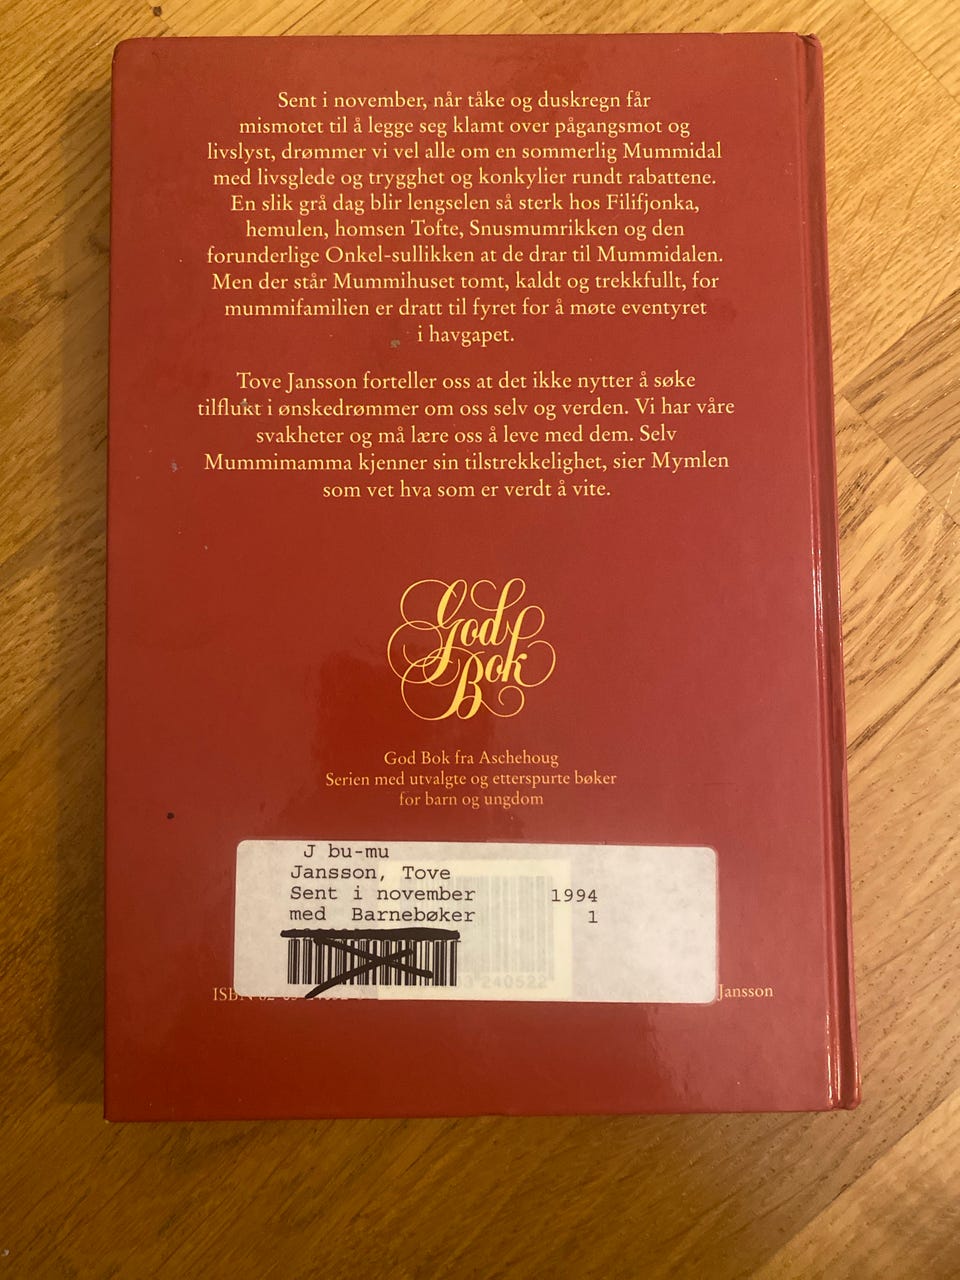 Sent i november, når tåke og duskregn får
mismotet til å legge seg klamt over pågangsmot og
livslyst, drømmer vi vel alle om en sommerlig Mummidal
med livsglede og trygghet og konkylier rundt rabattene.
En slik grå dag blir lengselen så sterk hos Filifjonka,
hemulen, homsen Tofte, Snusmumrikken og den
forunderlige Onkel-sullikken at de drar til Mummidalen.
Men der står Mummihuset tomt, kaldt og trekkfullt, for
mummifamilien er dratt til fyret for å møte eventyret
i havgapet.
Tove Jansson forteller oss at det ikke nytter å søke
tilflukt i ønskedrømmer om oss selv og verden. Vi har våre
svakheter og må lære oss å leve med dem. Selv
Mummimamma kjenner sin tilstrekkelighet, sier Mymlen
som vet hva som er verdt å vite.
God
Bok
God Bok fra Aschehoug
Serien med utvalgte og etterspurte bøker
for barn og ungdom
J bu-mu
Jansson, Tove
Sent i november 1994
med Barnebøker 1
240522
ISBN Jansson